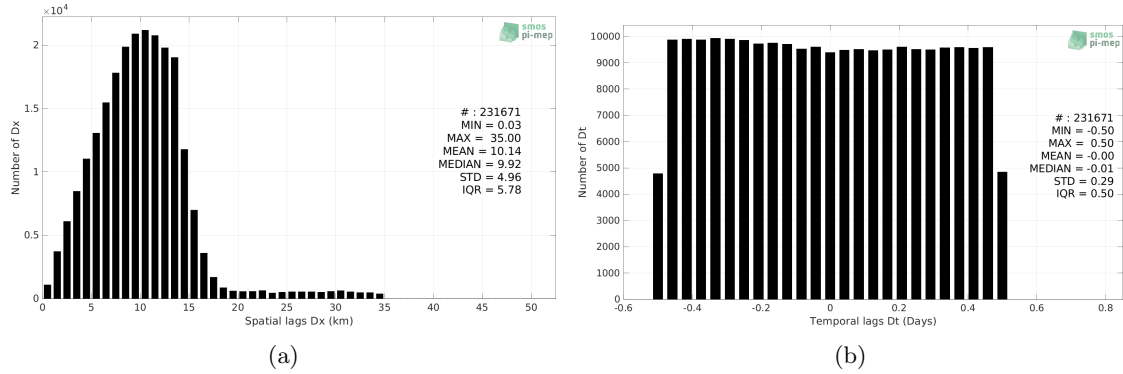 ×10⁴
2
1.5
1
0.5
0
Number of Dx
0 5 10 15 20 25 30 35 40 45 50
Spatial lags Dx (km)
smos
pi-mep
# : 231671
MIN = 0.03
MAX = 35.00
MEAN = 10.14
MEDIAN = 9.92
STD = 4.96
IQR = 5.78
(a)
10000
9000
8000
7000
6000
5000
4000
3000
2000
1000
0
Number of Dt
-0.6 -0.4 -0.2 0 0.2 0.4 0.6 0.8
Temporal lags Dt (Days)
smos
pi-mep
# : 231671
MIN = -0.50
MAX = 0.50
MEAN = -0.00
MEDIAN = -0.01
STD = 0.29
IQR = 0.50
(b)